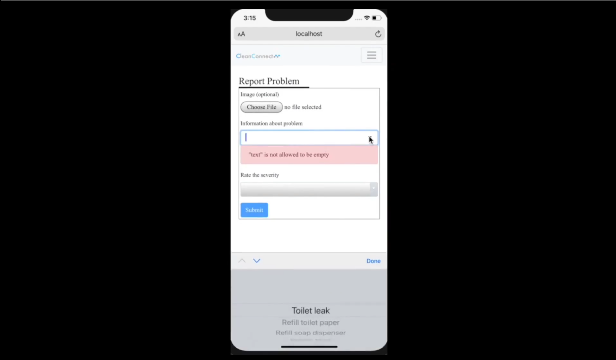 3:15
AA
localhost
CleanConnect
Report Problem
Image (optional)
Choose File no file selected
Information about problem
"text" is not allowed to be empty
Rate the severity
Submit
Done
Toilet leak
Refill toilet paper
Refill soap dispenser